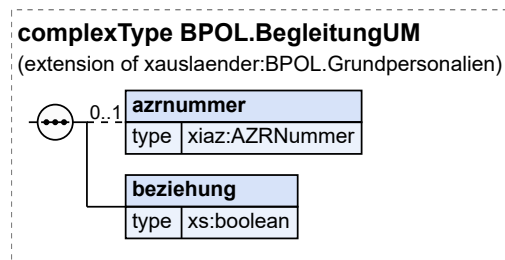 complexType BPOL.BegleitungUM
(extension of xauslaender:BPOL.Grundpersonalien)
0..1
azrnummer
type xiaz:AZRNummer
beziehung
type xs:boolean